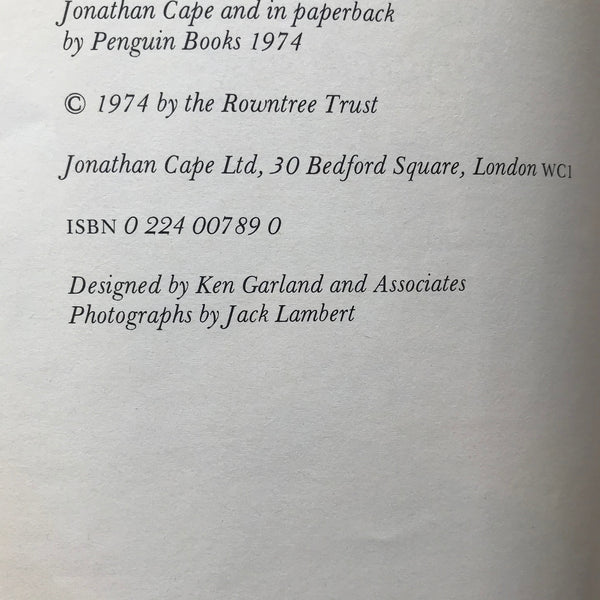 Jonathan Cape and in paperback
by Penguin Books 1974
© 1974 by the Rowntree Trust
Jonathan Cape Ltd, 30 Bedford Square, London WC1
ISBN 0 224 00789 0
Designed by Ken Garland and Associates
Photographs by Jack Lambert